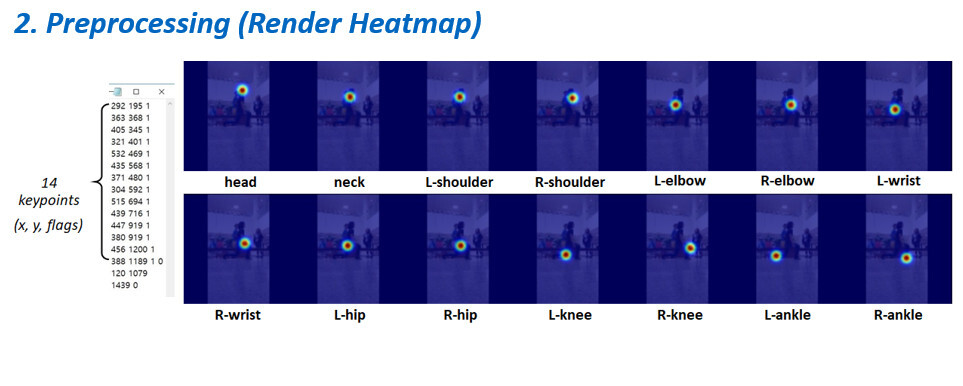 2. Preprocessing (Render Heatmap)
292 195 1
363 368 1
405 345 1
321 401 1
532 469 1
435 568 1
371 480 1
304 592 1
515 694 1
439 716 1
447 919 1
380 919 1
456 1200 1
388 1189 1 0
120 1079
1439 0
14
keypoints
(x, y, flags)
head neck L-shoulder R-shoulder L-elbow R-elbow L-wrist
R-wrist L-hip R-hip L-knee R-knee L-ankle R-ankle